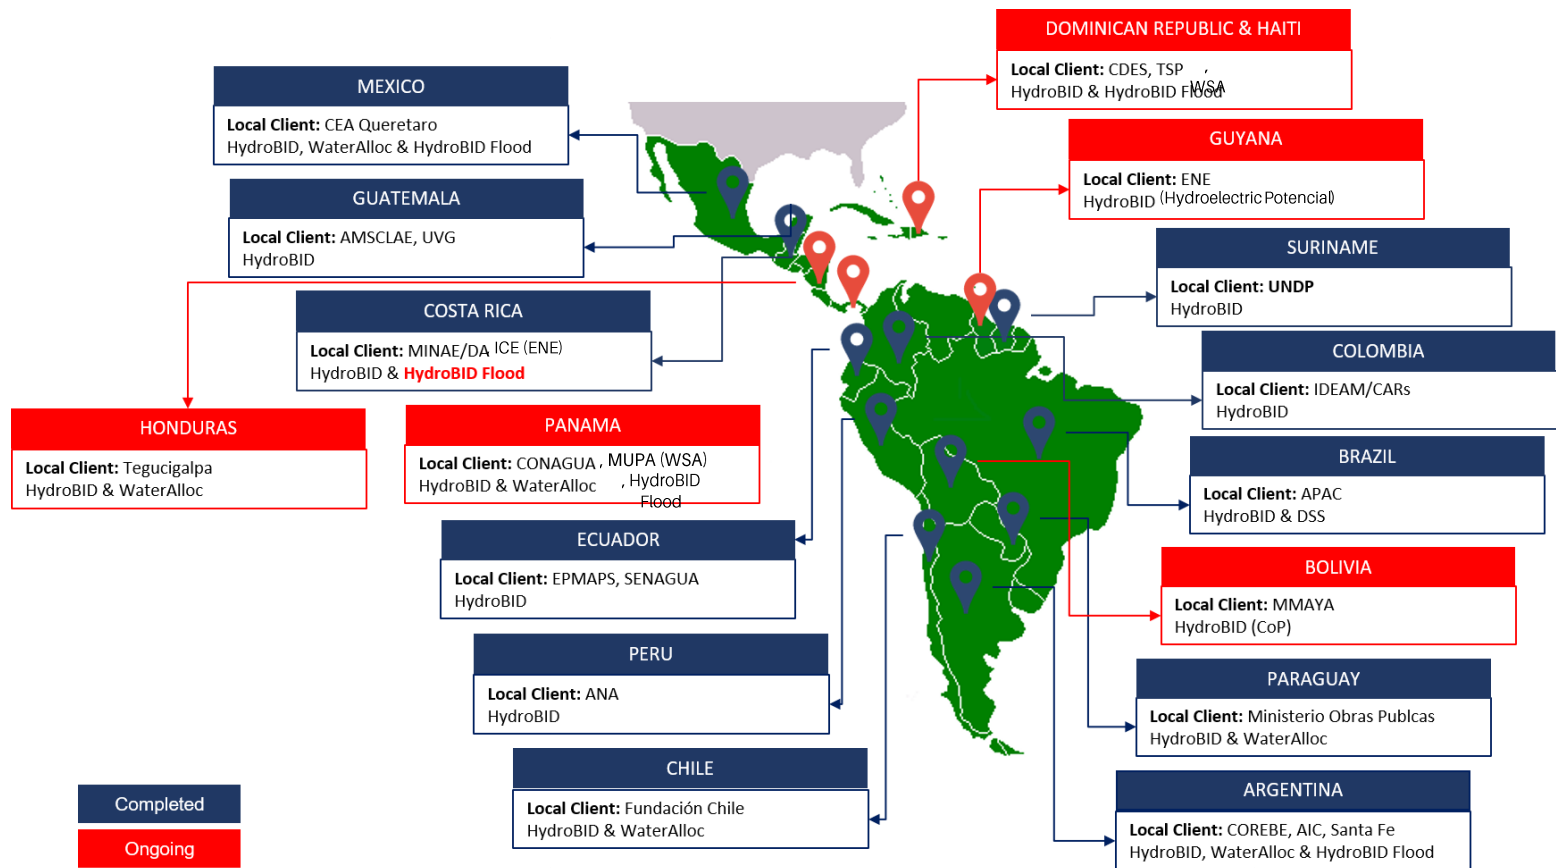 DOMINICAN REPUBLIC & HAITI
Local Client: CDES, TSP , WSA
HydroBID & HydroBID Flood
MEXICO
Local Client: CEA Queretaro
HydroBID, WaterAlloc & HydroBID Flood
GUYANA
Local Client: ENE
HydroBID (Hydroelectric Potencial)
GUATEMALA
Local Client: AMSCLAE, UVG
HydroBID
SURINAME
Local Client: UNDP
HydroBID
COSTA RICA
Local Client: MINAE/DA, ICE (ENE)
HydroBID & HydroBID Flood
COLOMBIA
Local Client: IDEAM/CARs
HydroBID
HONDURAS
Local Client: Tegucigalpa
HydroBID & WaterAlloc
PANAMA
Local Client: CONAGUA , MUPA (WSA)
HydroBID & WaterAlloc , HydroBID
Flood
BRAZIL
Local Client: APAC
HydroBID & DSS
ECUADOR
Local Client: EPMAPS, SENAGUA
HydroBID
BOLIVIA
Local Client: MMAYA
HydroBID (CoP)
PERU
Local Client: ANA
HydroBID
PARAGUAY
Local Client: Ministerio Obras Publcas
HydroBID & WaterAlloc
CHILE
Local Client: Fundación Chile
HydroBID & WaterAlloc
ARGENTINA
Local Client: COREBE, AIC, Santa Fe
HydroBID, WaterAlloc & HydroBID Flood
Completed
Ongoing